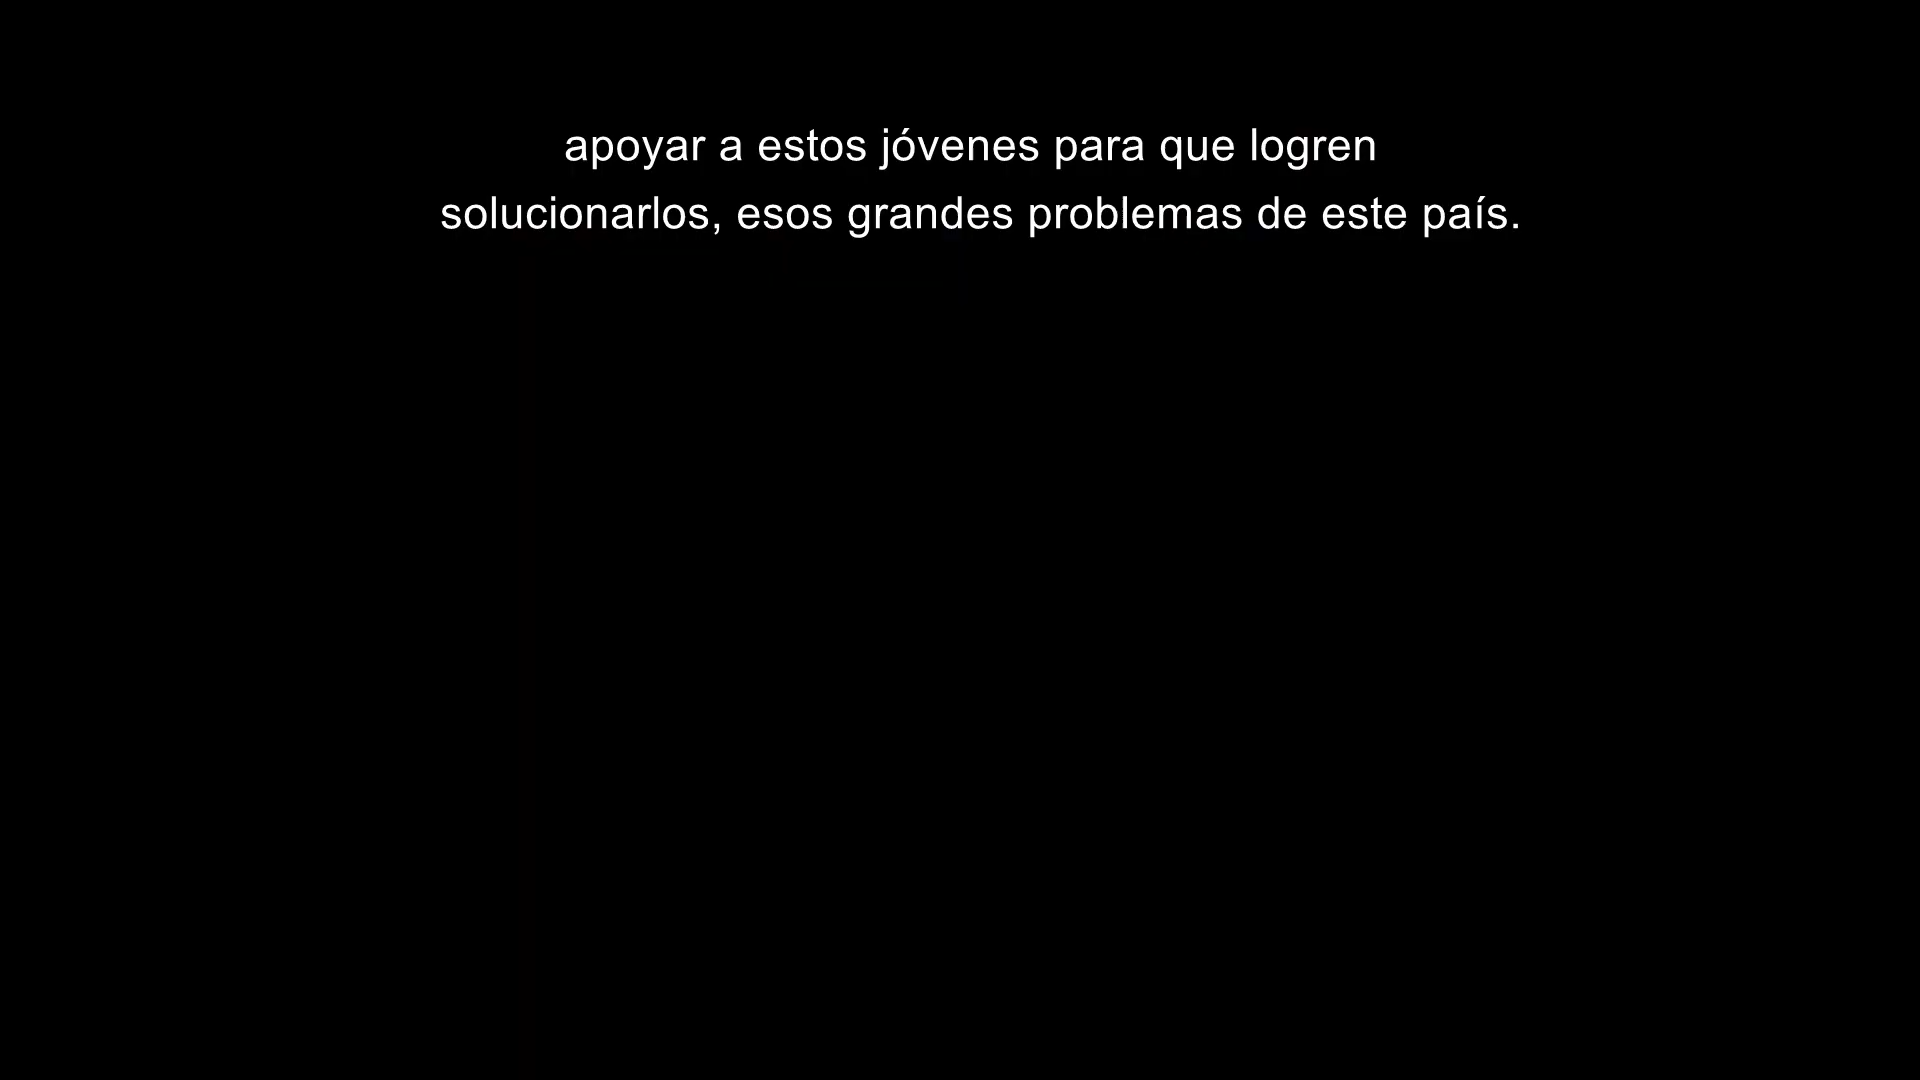 apoyar a estos jóvenes para que logren
solucionarlos, esos grandes problemas de este país.